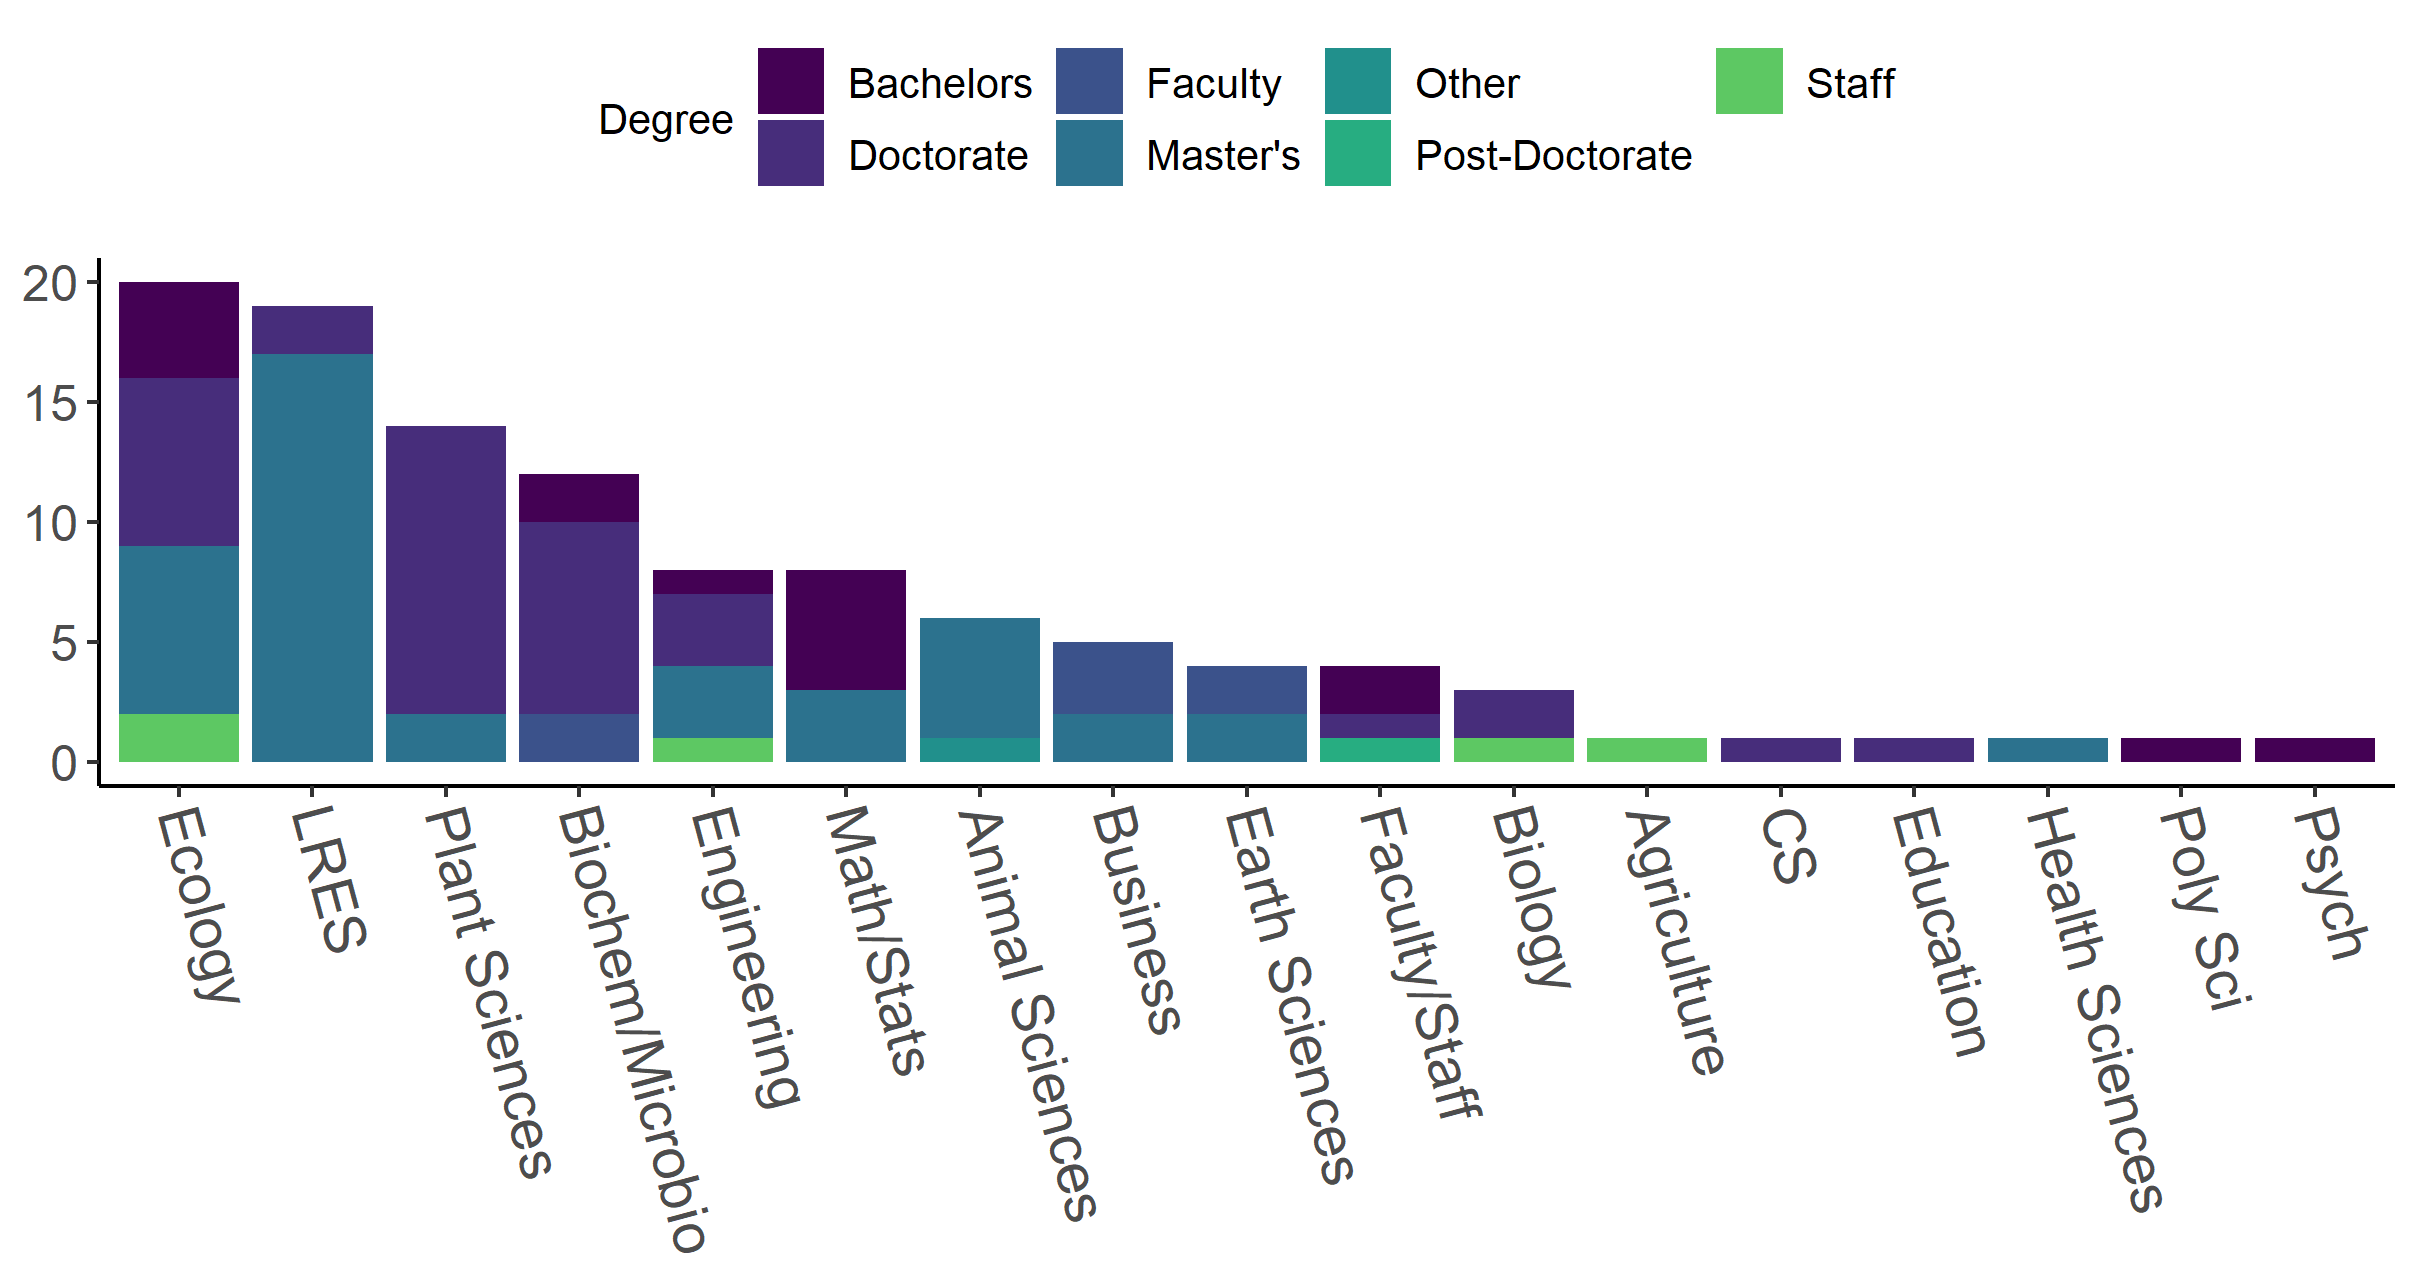 Degree
Bachelors
Faculty
Other
Staff
Doctorate
Master's
Post-Doctorate
20
15
10
5
0
Ecology
LRES
Plant Sciences
Biochem/Microbio
Engineering
Math/Stats
Animal Sciences
Business
Earth Sciences
Faculty/Staff
Biology
Agriculture
CS
Education
Health Sciences
Poly Sci
Psych